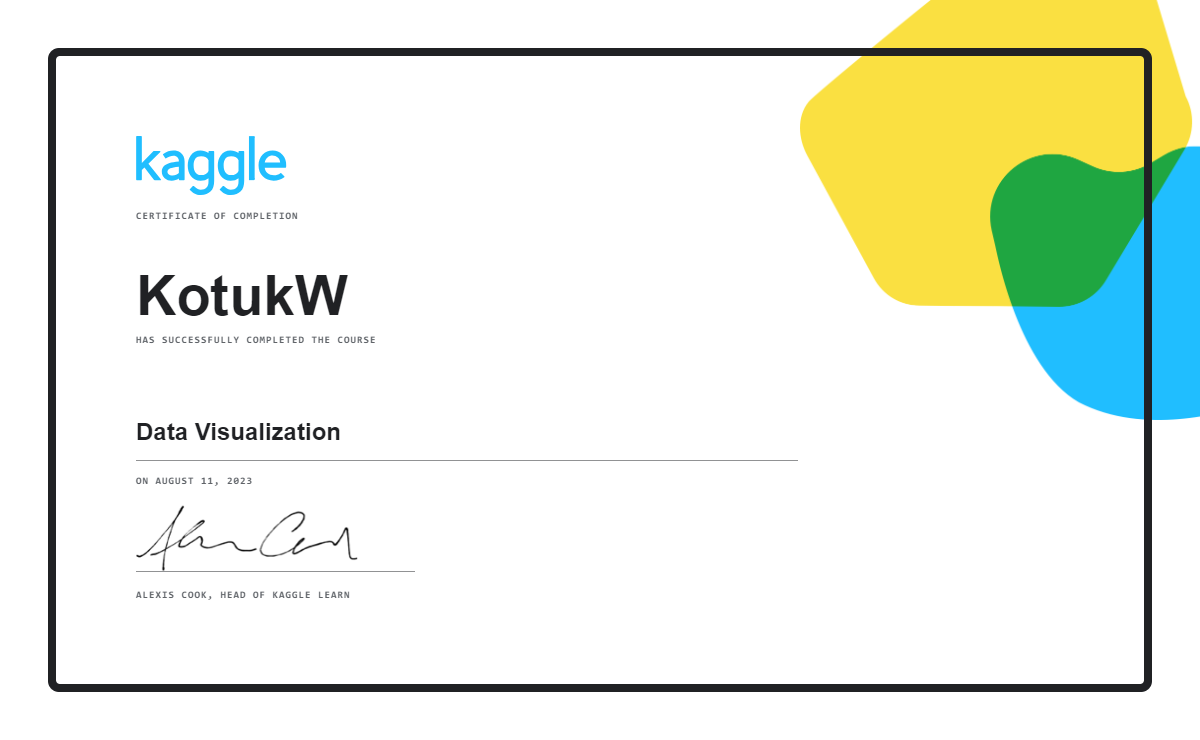 kaggle
CERTIFICATE OF COMPLETION
KotukW
HAS SUCCESSFULLY COMPLETED THE COURSE
Data Visualization
ON AUGUST 11, 2023
Alexis Cook
ALEXIS COOK, HEAD OF KAGGLE LEARN